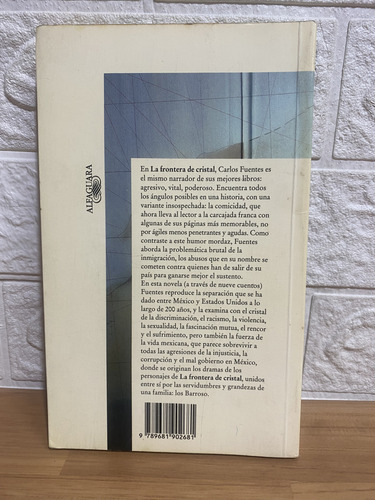 ALFAGUARA
En La frontera de cristal, Carlos Fuentes es
el mismo narrador de sus mejores libros:
agresivo, vital, poderoso. Encuentra todos
los ángulos posibles en una historia, con una
variante insospechada: la comicidad, que
ahora lleva al lector a la carcajada franca con
algunas de sus páginas más memorables, no
por ágiles menos penetrantes y agudas. Como
contraste a este humor mordaz, Fuentes
aborda la problemática brutal de la
inmigración, los abusos que en su nombre se
cometen contra quienes han de salir de su
país para ganarse mejor el sustento.
En esta novela (a través de nueve cuentos)
Fuentes reproduce la separación que se ha
dado entre México y Estados Unidos a lo
largo de 200 años, y la examina con el cristal
de la discriminación, el racismo, la violencia,
la sexualidad, la fascinación mutua, el rencor
y el sufrimiento, pero también la fuerza de
la vida mexicana, que parece sobrevivir a
todas las agresiones de la injusticia, la
corrupción y el mal gobierno en México,
donde se originan los dramas de los
personajes de La frontera de cristal, unidos
entre sí por las servidumbres y grandezas de
una familia: los Barroso.
9 789681 902681